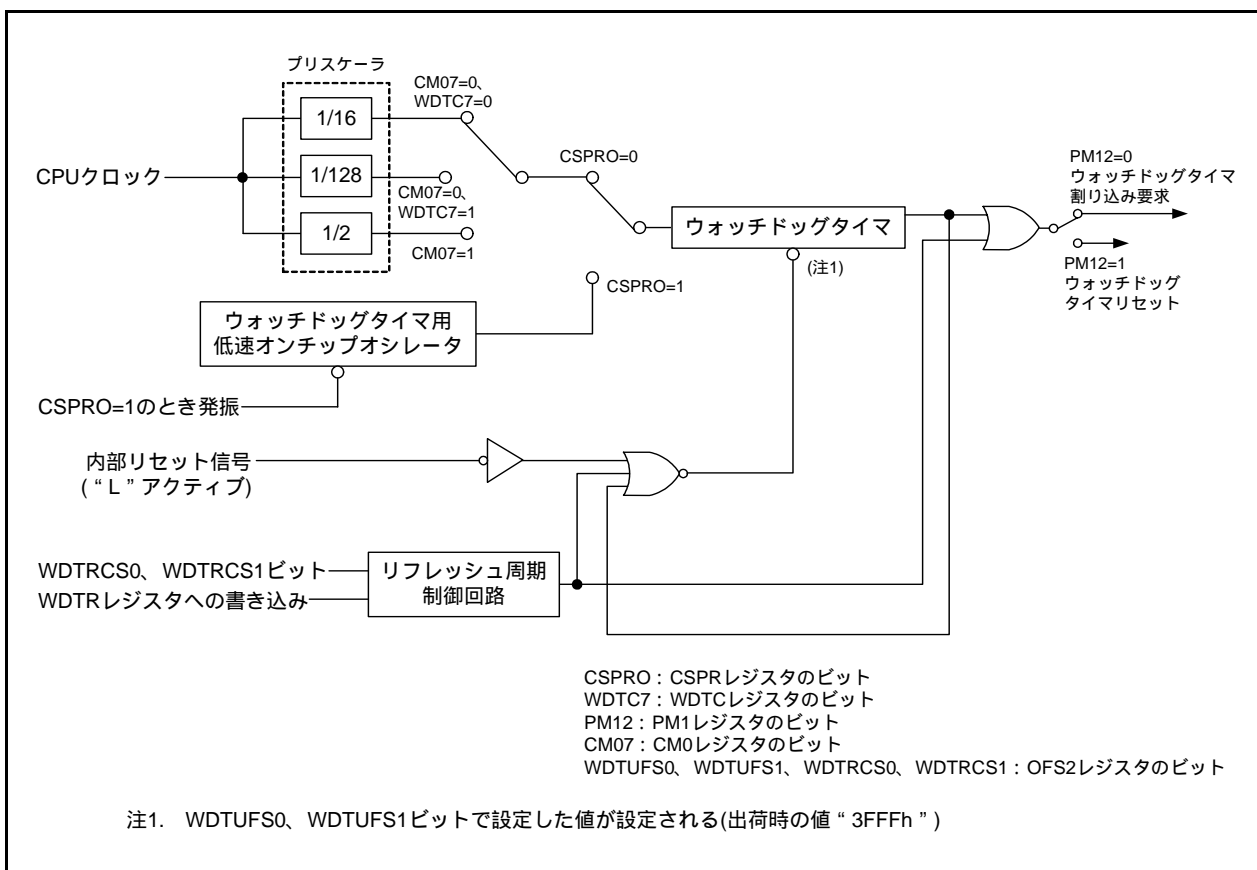 プリスケーラ
CM07=0、
WDTC7=0
1/16
CSPRO=0
PM12=0
ウォッチドッグタイマ
割り込み要求
CPUクロック
1/128
CM07=0、
WDTC7=1
1/2
CM07=1
ウォッチドッグタイマ
(注1)
PM12=1
ウォッチドッグ
タイマリセット
CSPRO=1
ウォッチドッグタイマ用
低速オンチップオシレータ
CSPRO=1のとき発振
内部リセット信号
( “ L ” アクティブ)
WDTRCS0、WDTRCS1ビット
WDTRレジスタへの書き込み
リフレッシュ周期
制御回路
CSPRO : CSPRレジスタのビット
WDTC7 : WDTCレジスタのビット
PM12 : PM1レジスタのビット
CM07 : CM0レジスタのビット
WDTUFS0、WDTUFS1、WDTRCS0、WDTRCS1 : OFS2レジスタのビット
注1. WDTUFS0、WDTUFS1ビットで設定した値が設定される(出荷時の値 “ 3FFFh ” )